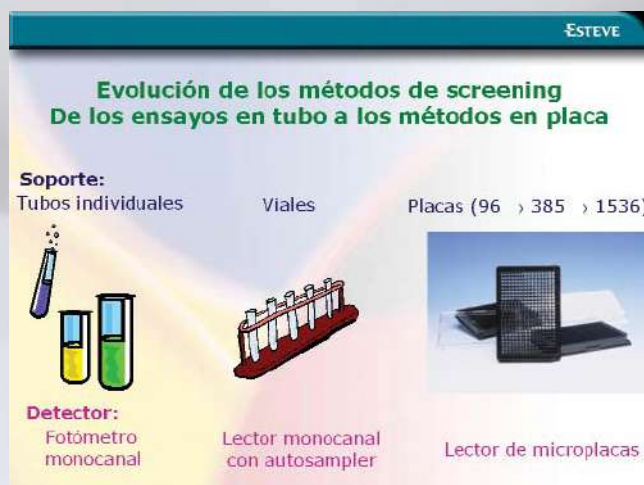 ESTEVE
Evolución de los métodos de screening
De los ensayos en tubo a los métodos en placa
Soporte:
Tubos individuales
Viales
Placas (96 › 385 › 1536)
Detector:
Fotómetro
monocanal
Lector monocanal
con autosampler
Lector de microplacas